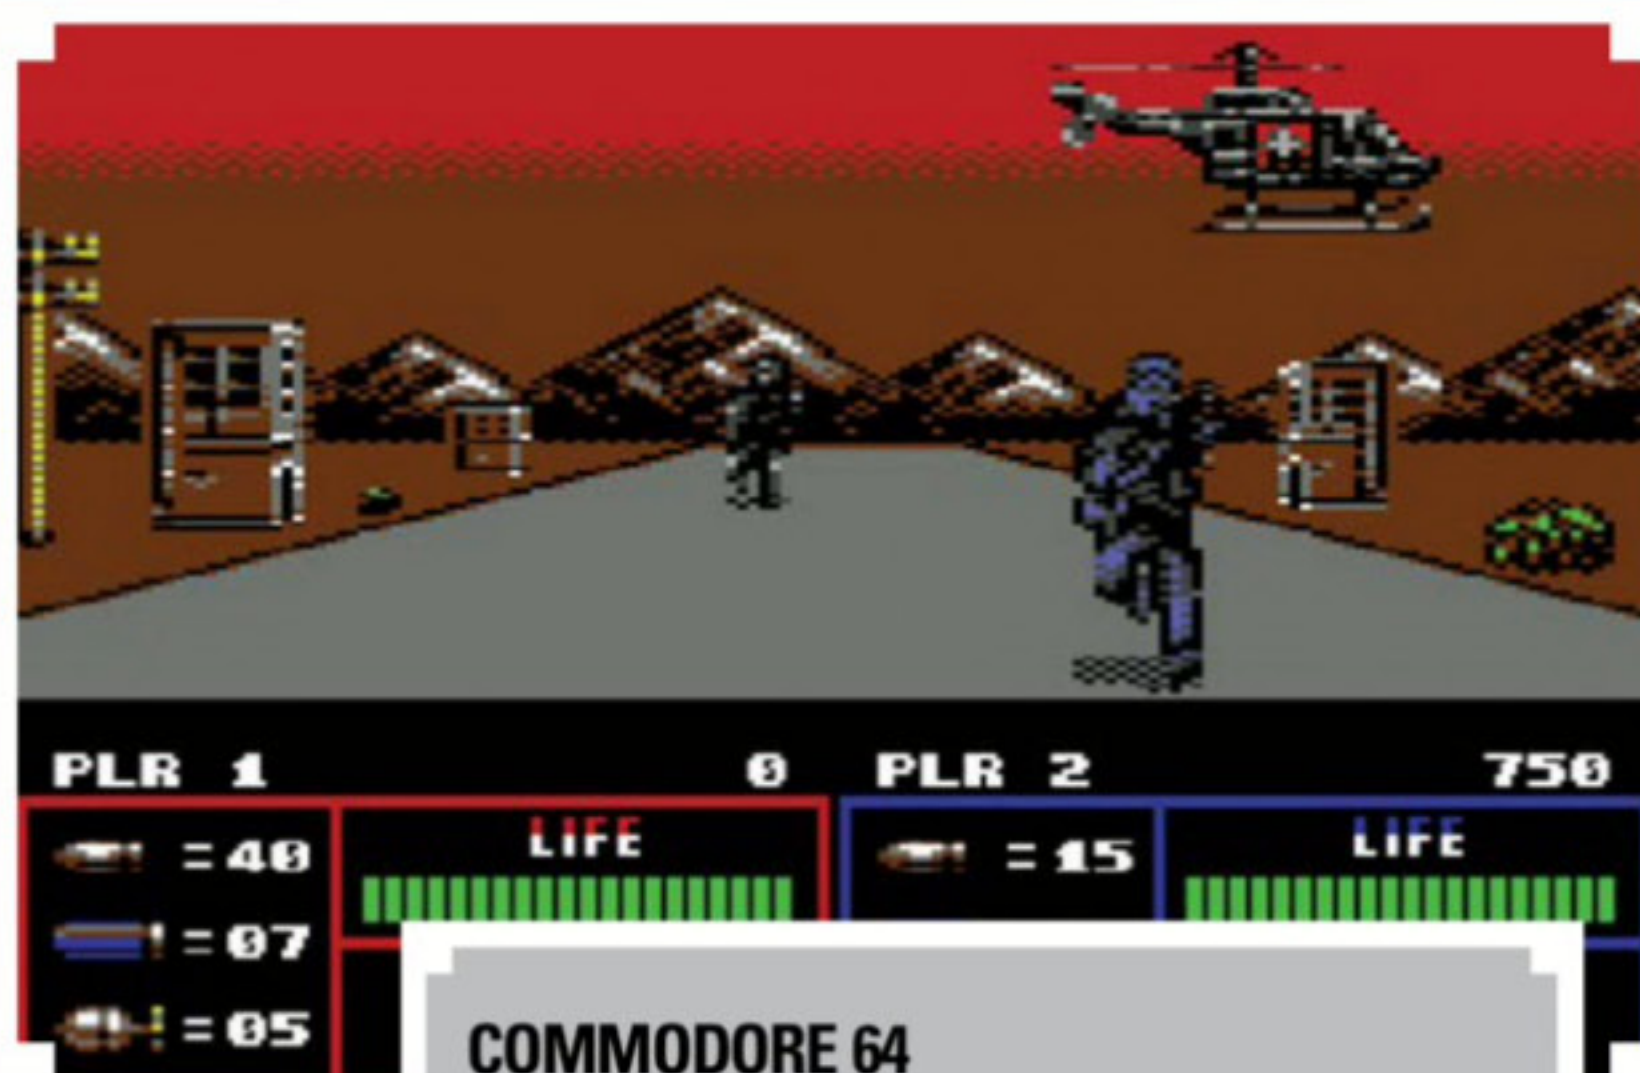 PLR 1 0 PLR 2 750
=40 LIFE =15 LIFE
=07
=05
COMMODORE 64